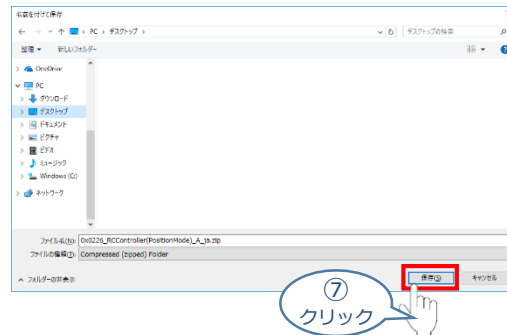 名前を付けて保存
PC › デスクトップ ›
デスクトップの検索
整理 ▾ 新しいフォルダー
OneDrive
PC
ダウンロード
デスクトップ
ドキュメント
ピクチャ
ビデオ
ミュージック
Windows (C:)
ネットワーク
ファイル名(N): 0x0226_RCController(PositionMode)_A_ja.zip
ファイルの種類(T): Compressed (zipped) Folder
フォルダーの非表示
保存(S) キャンセル
⑦
クリック